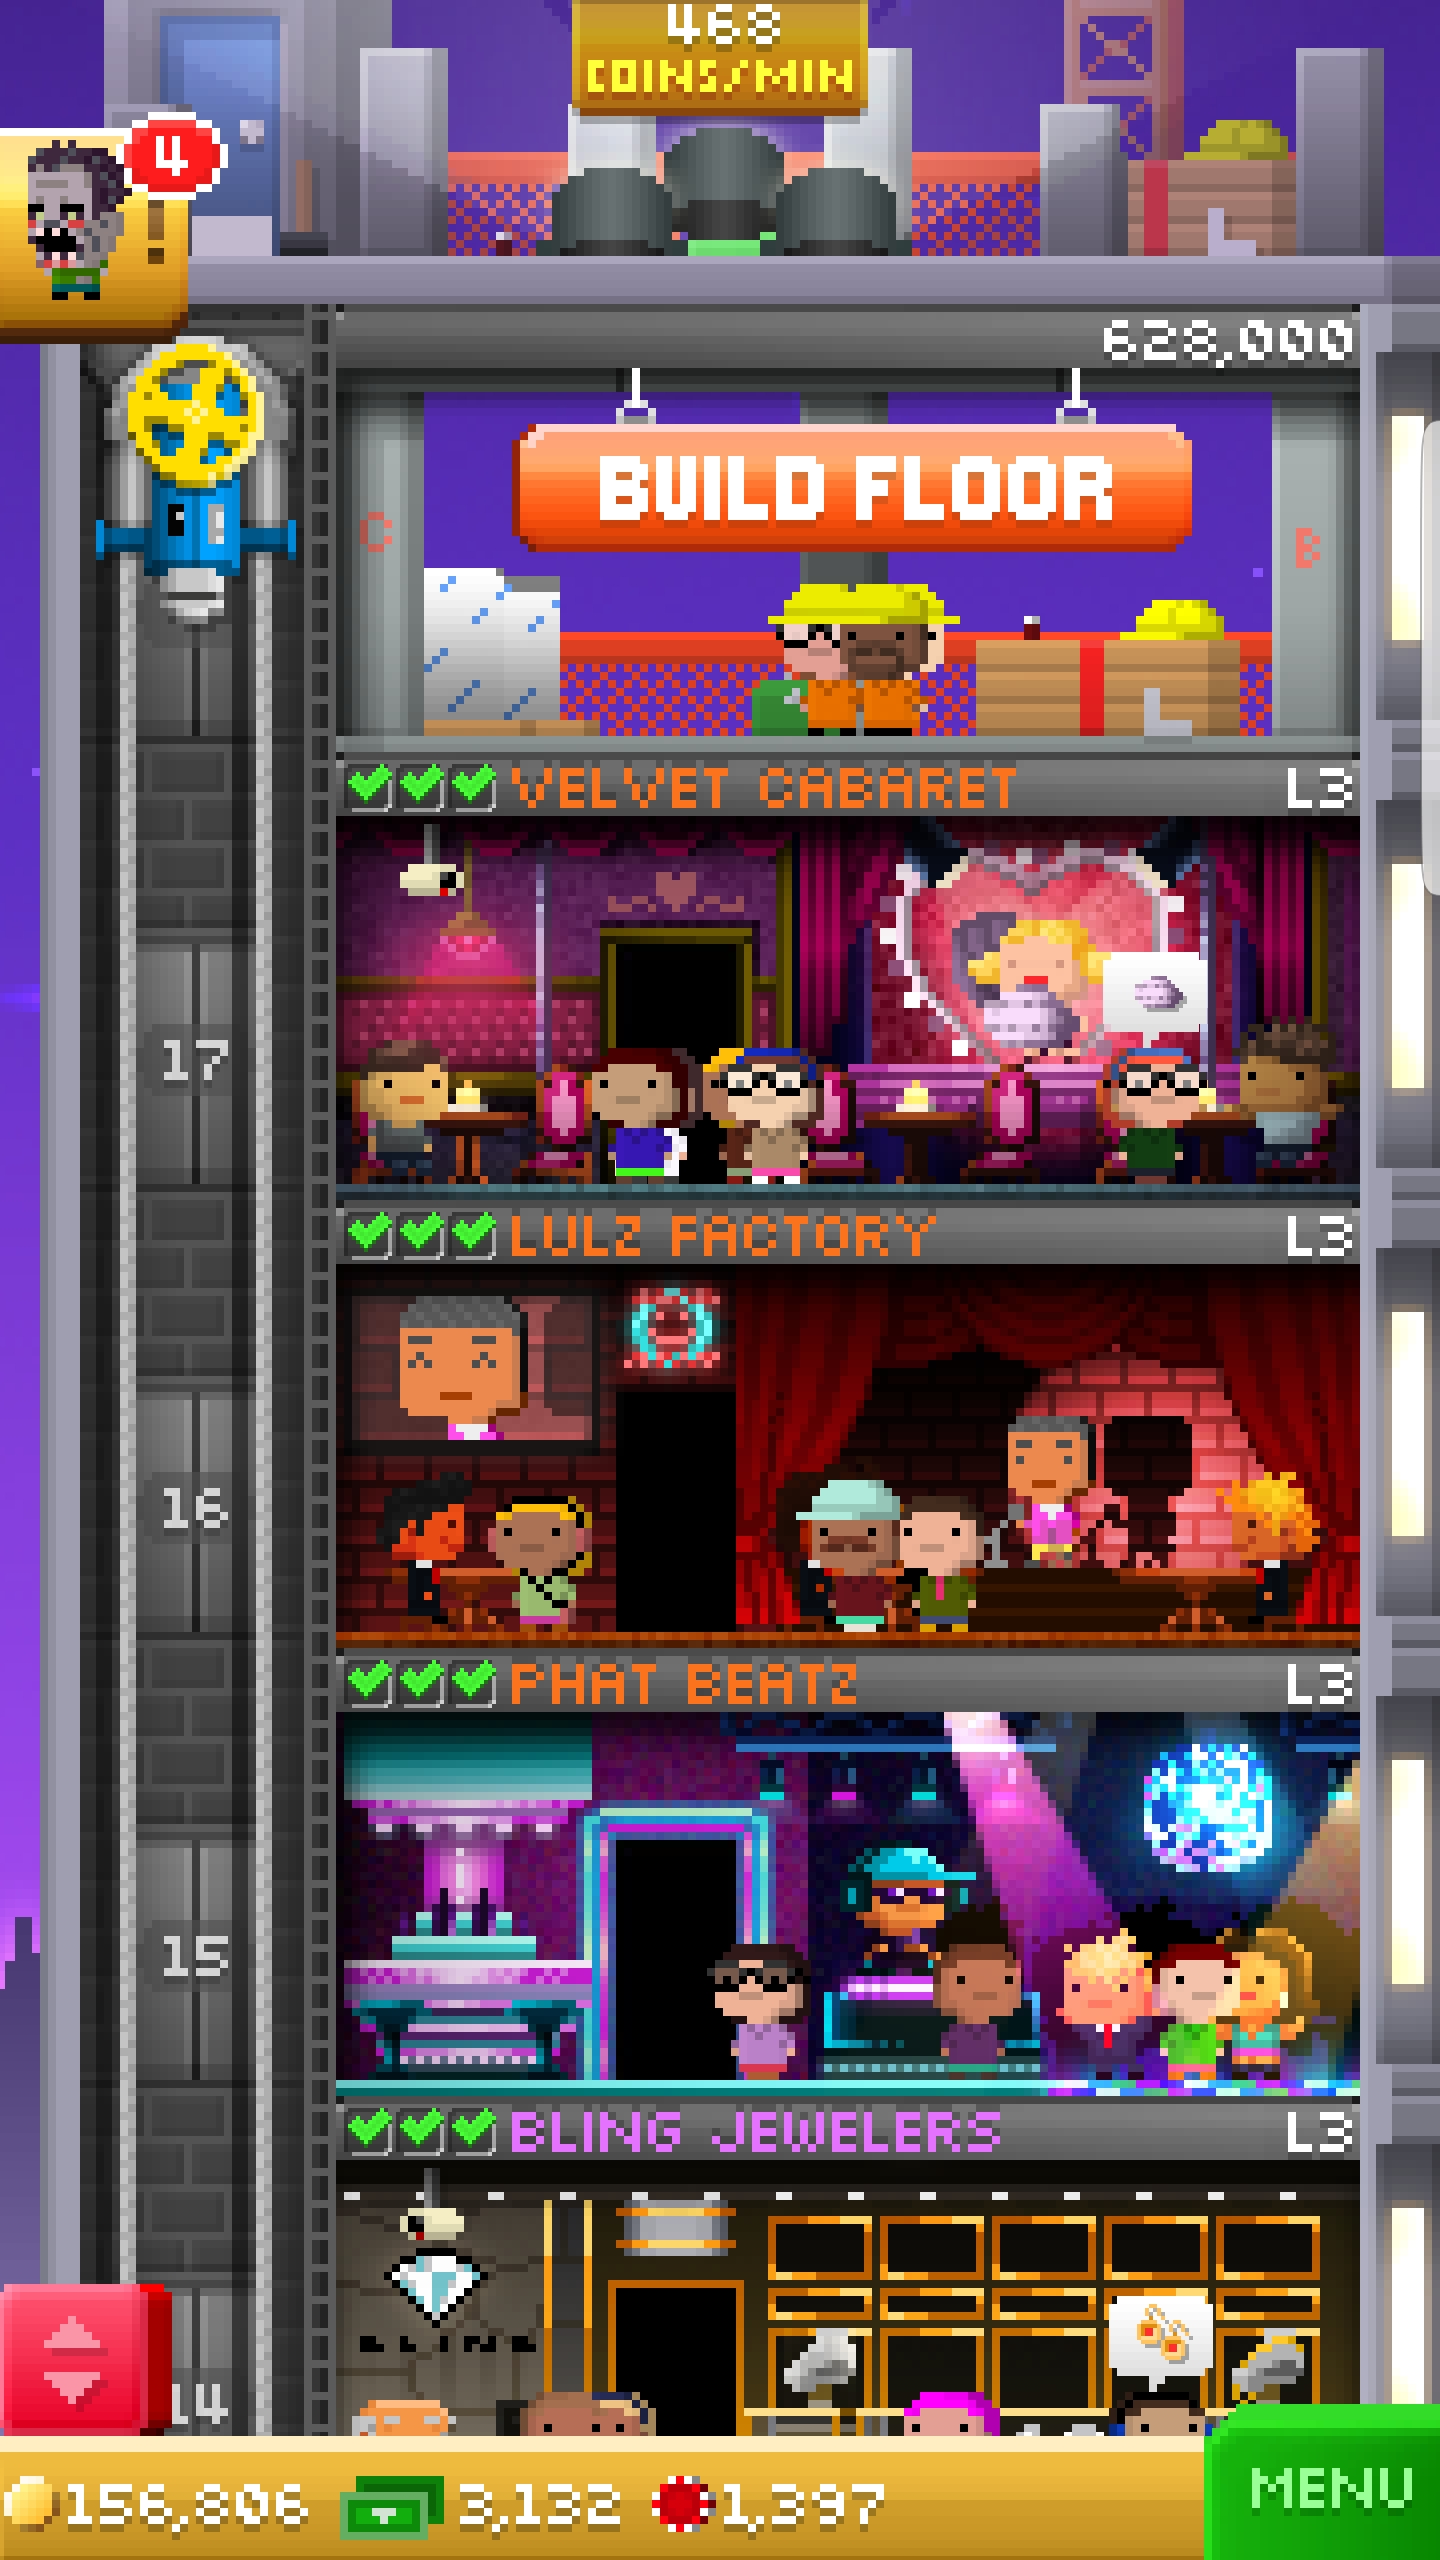 468
COINS/MIN
4
628,000
BUILD FLOOR
C
B
VELVET CABARET L3
17
LULZ FACTORY L3
16
PHAT BEATZ L3
15
BLING JEWELERS L3
BLING
14
156,806 3,132 1,397
MENU